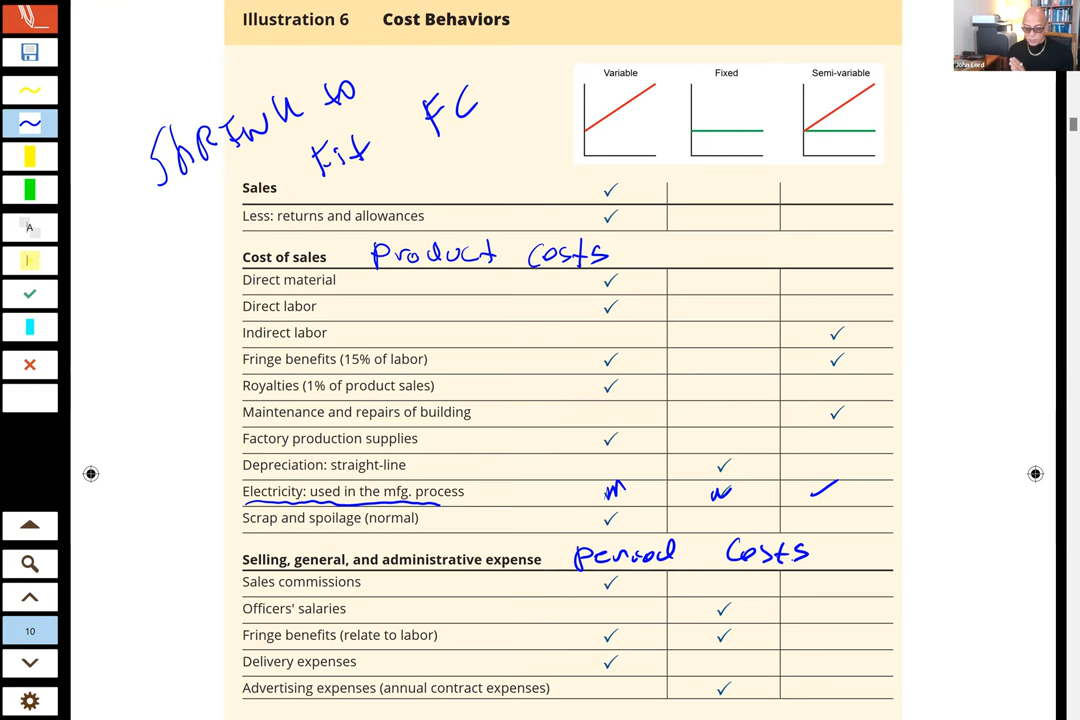 Illustration 6 Cost Behaviors
John Lord
Variable Fixed Semi-variable
SHRINK to
Fit FC
Sales
Less: returns and allowances
Cost of sales product costs
Direct material
Direct labor
Indirect labor
Fringe benefits (15% of labor)
Royalties (1% of product sales)
Maintenance and repairs of building
Factory production supplies
Depreciation: straight-line
Electricity: used in the mfg. process
Scrap and spoilage (normal)
Selling, general, and administrative expense period Costs
Sales commissions
Officers' salaries
Fringe benefits (relate to labor)
Delivery expenses
Advertising expenses (annual contract expenses)
A
10